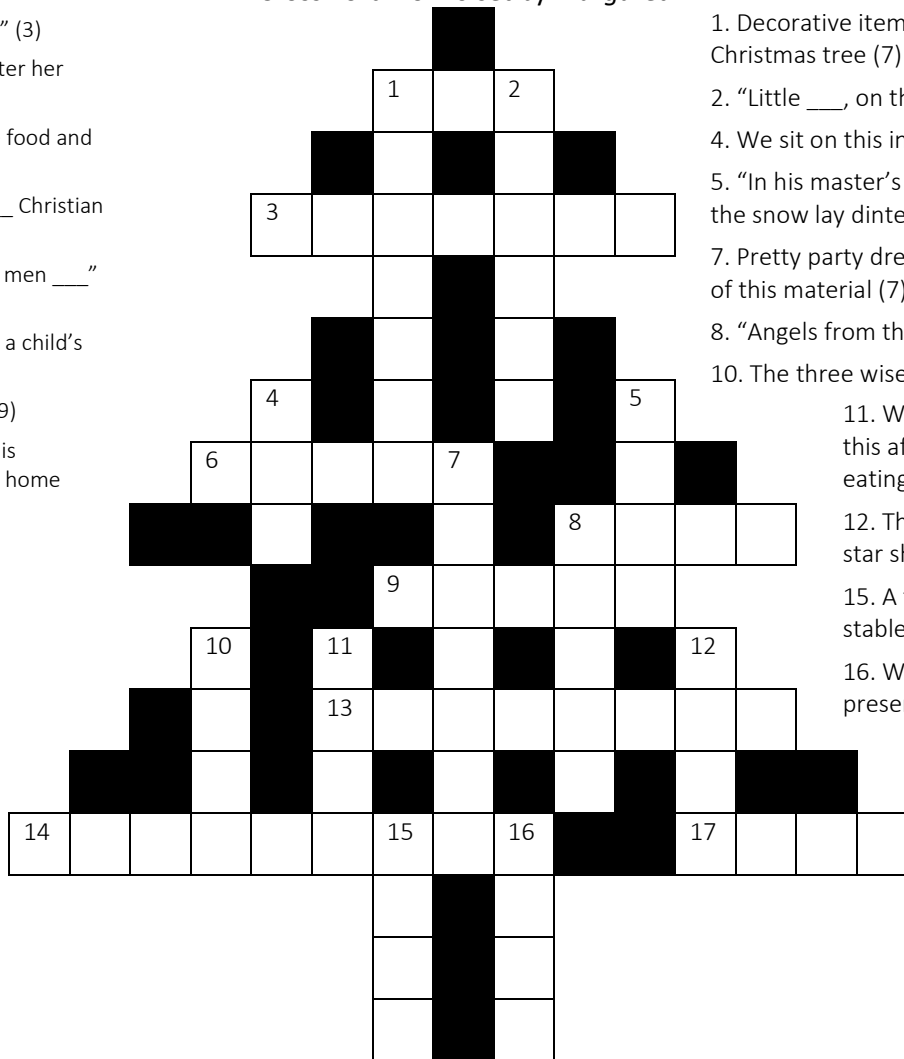 ” (3)
ter her
food and
_ Christian
men ___”
a child’s
9)
is
home
1. Decorative item
Christmas tree (7)
2. “Little ___, on th
4. We sit on this in
5. “In his master’s
the snow lay dinte
7. Pretty party dre
of this material (7)
8. “Angels from th
10. The three wise
11. W
this af
eating
12. Th
star sh
15. A
stable
16. W
prese
1 2
3
4 5
6 7
8
9
10 11 12
13
14 15 16 17